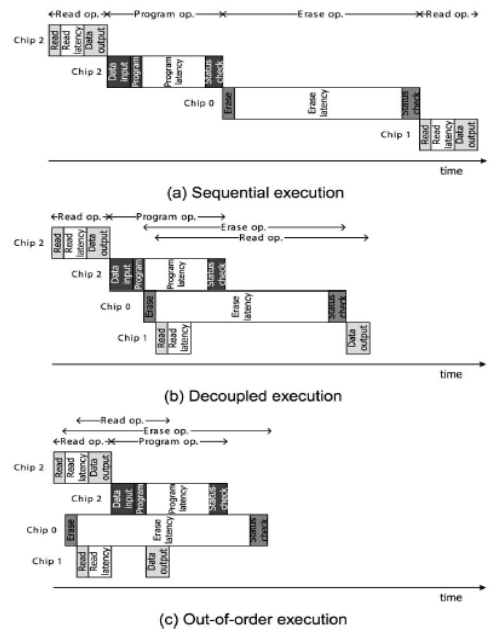 Read op. Program op. Erase op. Read op.
Chip 2 Read Read latency Data output
Chip 2 Data input Program Program latency Status check
Chip 0 Erase Erase latency Status check
Chip 1 Read Read latency Data output
time
(a) Sequential execution
Read op. Program op.
Erase op.
Read op.
Chip 2 Read Read latency Data output
Chip 2 Data input Program Program latency Status check
Chip 0 Erase Erase latency Status check
Chip 1 Read Read latency Data output
time
(b) Decoupled execution
Read op.
Erase op.
Read op. Program op.
Chip 2 Read Read latency Data output
Chip 2 Data input Program Program latency Status check
Chip 0 Erase Erase latency Status check
Chip 1 Read Read latency Data output
time
(c) Out-of-order execution